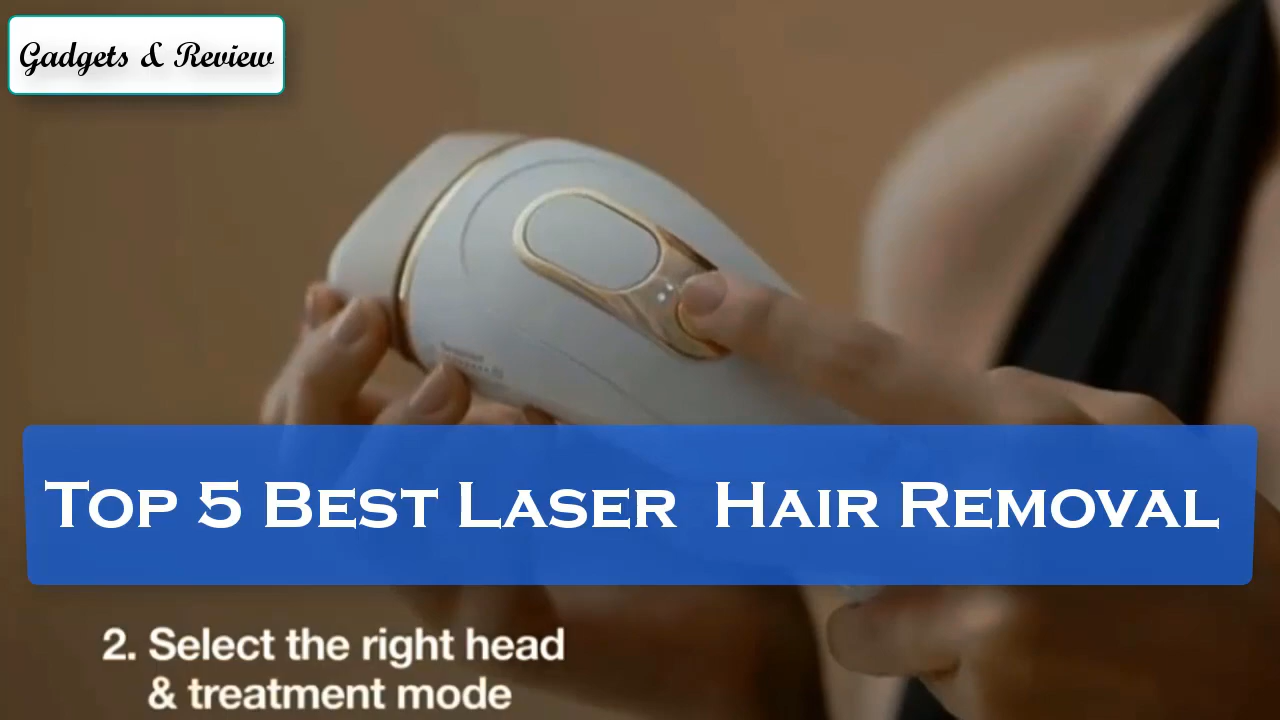 Gadgets & Review
Top 5 Best Laser Hair Removal
2. Select the right head
& treatment mode